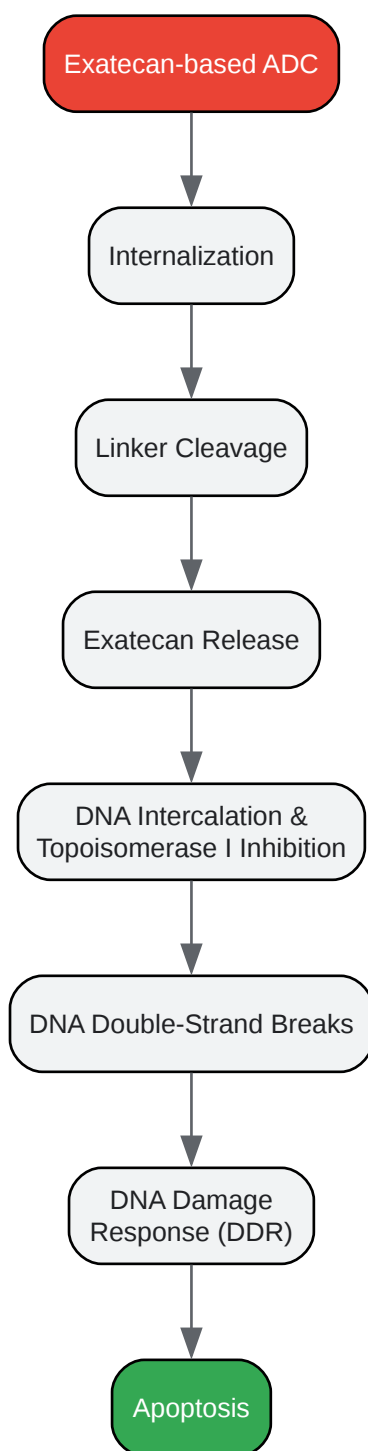 Exatecan-based ADC
Internalization
Linker Cleavage
Exatecan Release
DNA Intercalation &
Topoisomerase I Inhibition
DNA Double-Strand Breaks
DNA Damage
Response (DDR)
Apoptosis